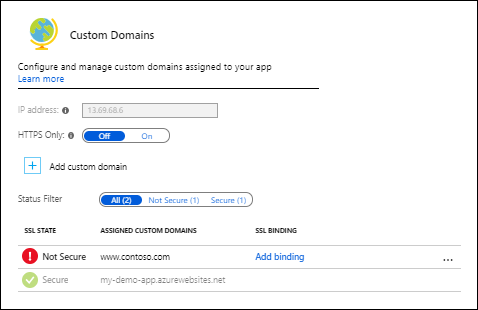 Custom Domains
Configure and manage custom domains assigned to your app
Learn more
IP address: 13.69.68.6
HTTPS Only: Off On
Add custom domain
Status Filter All (2) Not Secure (1) Secure (1)
SSL STATE ASSIGNED CUSTOM DOMAINS SSL BINDING
Not Secure www.contoso.com Add binding ...
Secure my-demo-app.azurewebsites.net